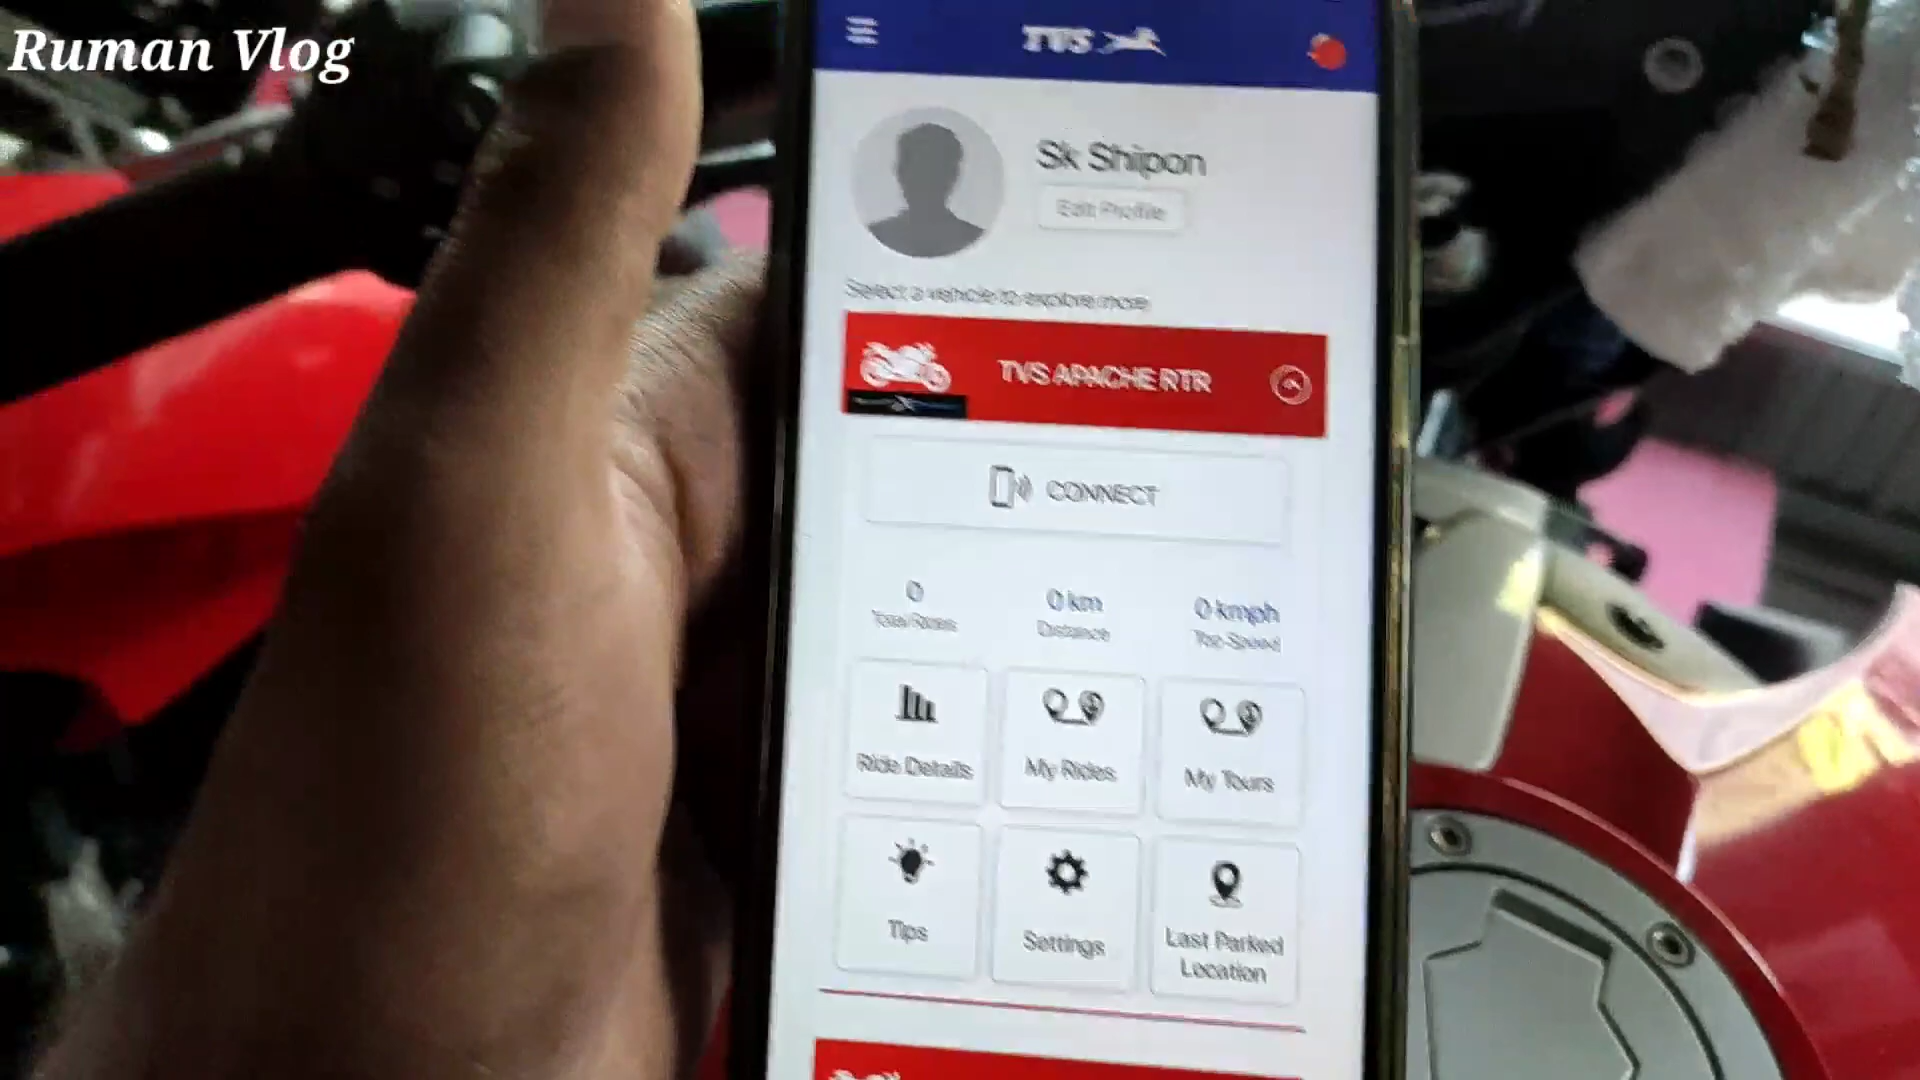 Ruman Vlog
TVS
Sk Shipon
Edit Profile
Select a vehicle to explore more
TVS APACHE RTR
CONNECT
0 0 km 0 kmph
Total Rides Distance Top-Speed
Ride Details My Rides My Tours
Tips Settings Last Parked
Location